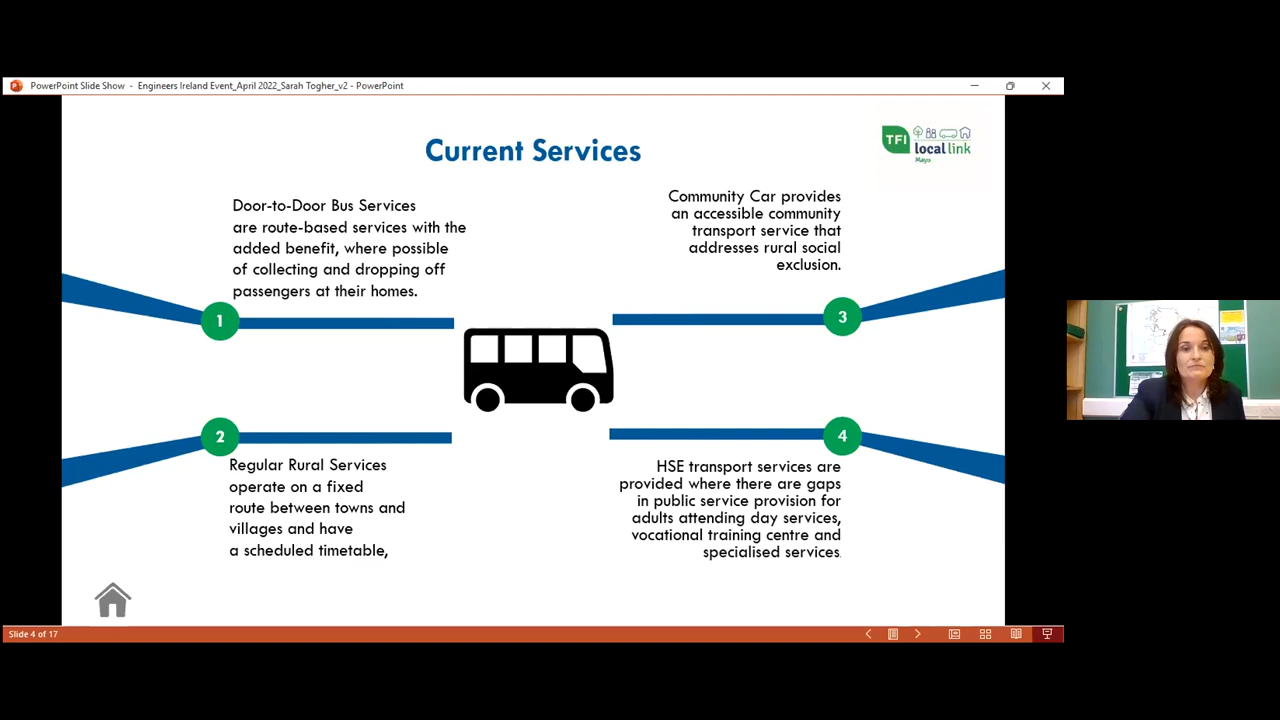 PowerPoint Slide Show - Engineers Ireland Event_April 2022_Sarah Togher_v2 - PowerPoint
Current Services
TFI
local link
Mayo
Door-to-Door Bus Services
are route-based services with the
added benefit, where possible
of collecting and dropping off
passengers at their homes.
1
Community Car provides
an accessible community
transport service that
addresses rural social
exclusion.
3
2
Regular Rural Services
operate on a fixed
route between towns and
villages and have
a scheduled timetable,
4
HSE transport services are
provided where there are gaps
in public service provision for
adults attending day services,
vocational training centre and
specialised services.
Slide 4 of 17